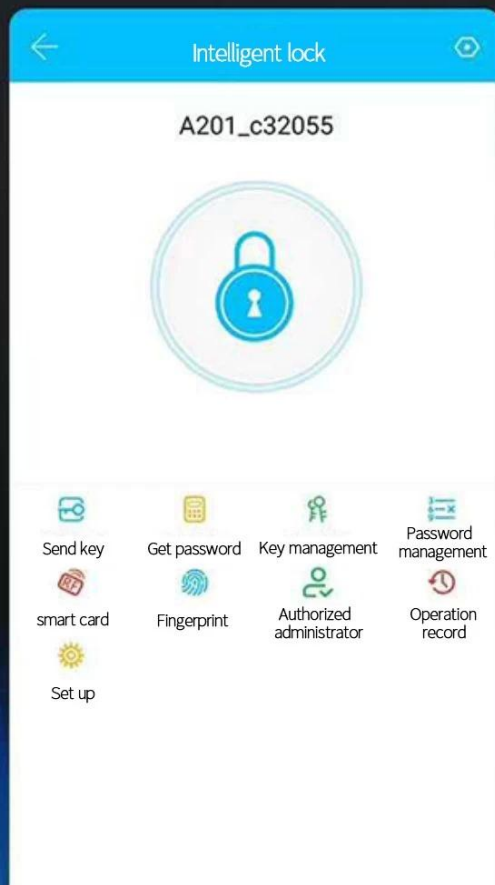 Intelligent lock
A201_c32055
Send key
Get password
Key management
Password
management
RF
smart card
Fingerprint
Authorized
administrator
Operation
record
Set up